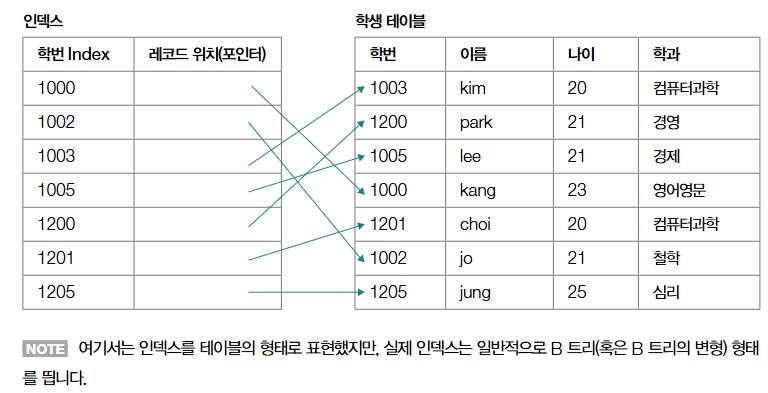 인덱스 학생 테이블
학번 Index 레코드 위치(포인터) 학번 이름 나이 학과
1000 1003 kim 20 컴퓨터과학
1002 1200 park 21 경영
1003 1005 lee 21 경제
1005 1000 kang 23 영어영문
1200 1201 choi 20 컴퓨터과학
1201 1002 jo 21 철학
1205 1205 jung 25 심리
NOTE 여기서는 인덱스를 테이블의 형태로 표현했지만, 실제 인덱스는 일반적으로 B 트리(혹은 B 트리의 변형) 형태
를 띕니다.